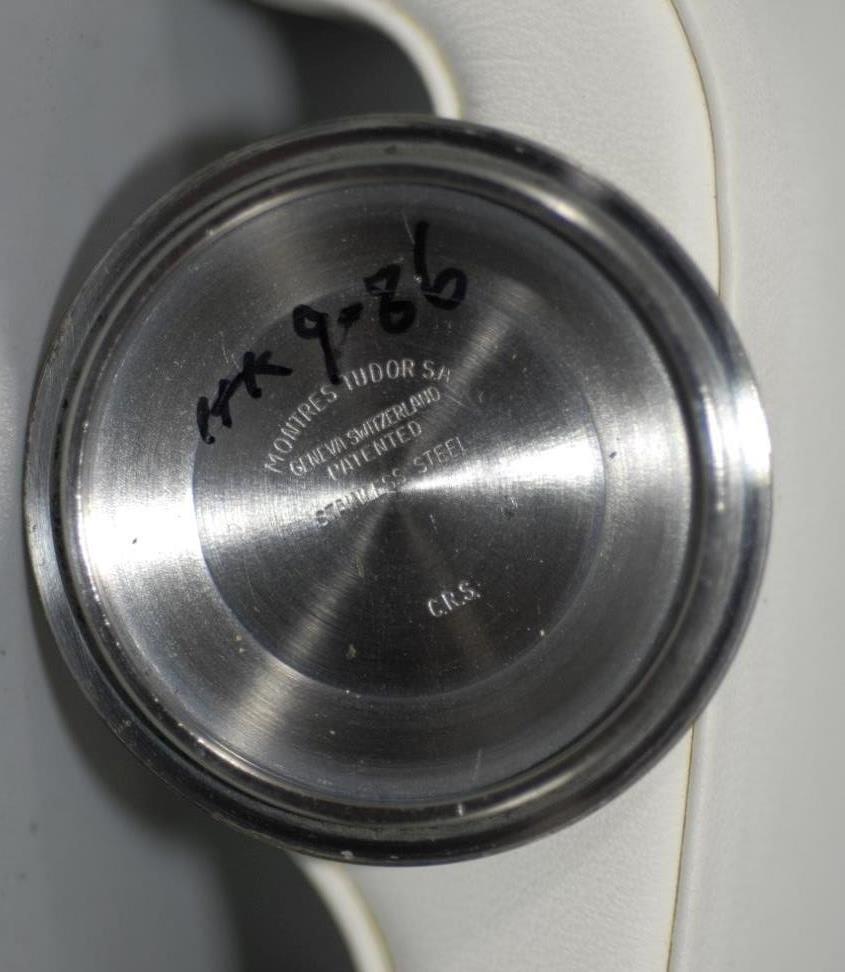 HK 9-86
MONTRES TUDOR S.A
GENEVA-SWITZERLAND
PATENTED
STAINLESS STEEL
C.R.S.